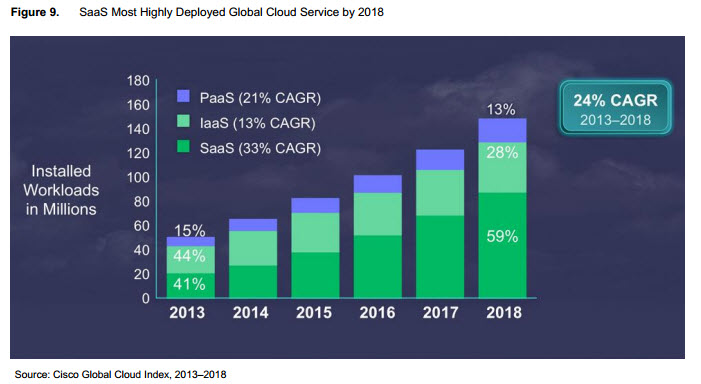 Figure 9. SaaS Most Highly Deployed Global Cloud Service by 2018
180
160
140
120
100
80
60
40
20
0
Installed
Workloads
in Millions
PaaS (21% CAGR)
IaaS (13% CAGR)
SaaS (33% CAGR)
24% CAGR
2013–2018
15%
44%
41%
13%
28%
59%
2013 2014 2015 2016 2017 2018
Source: Cisco Global Cloud Index, 2013–2018